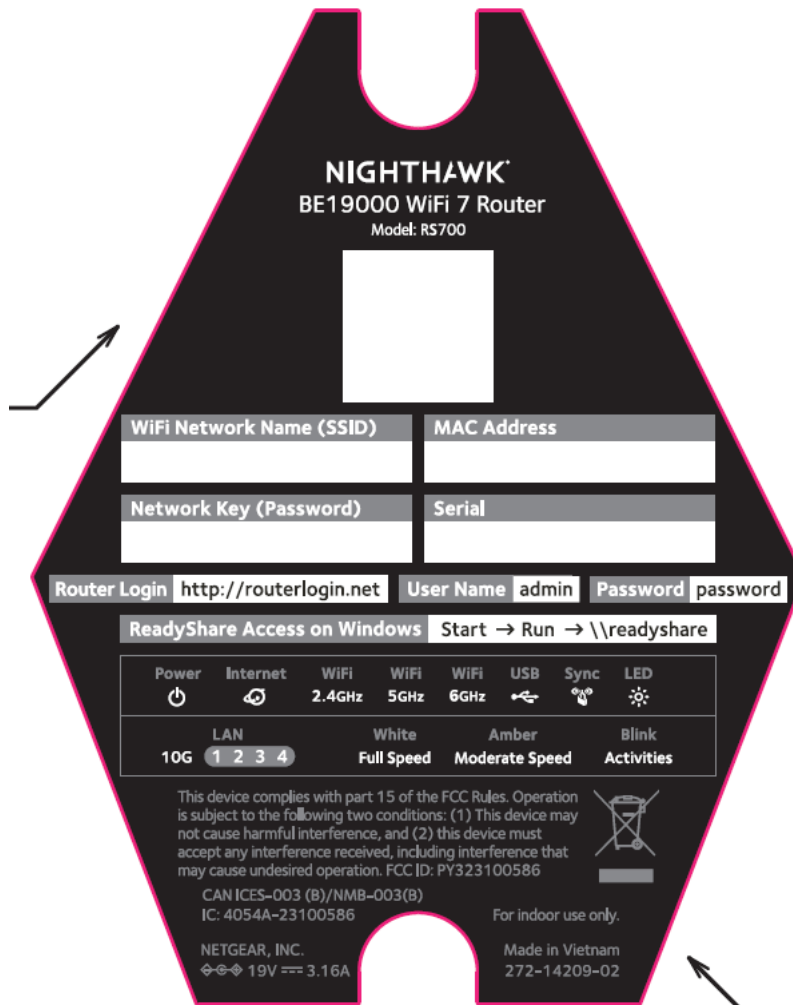 NIGHTHAWK
BE19000 WiFi 7 Router
Model: RS700
WiFi Network Name (SSID) MAC Address
Network Key (Password) Serial
Router Login http://routerlogin.net User Name admin Password password
ReadyShare Access on Windows Start → Run → \\readyshare
Power Internet WiFi WiFi WiFi USB Sync LED
2.4GHz 5GHz 6GHz
LAN White Amber Blink
10G 1 2 3 4 Full Speed Moderate Speed Activities
This device complies with part 15 of the FCC Rules. Operation
is subject to the following two conditions: (1) This device may
not cause harmful interference, and (2) this device must
accept any interference received, including interference that
may cause undesired operation. FCC ID: PY323100586
CAN ICES-003 (B)/NMB-003(B)
IC: 4054A-23100586 For indoor use only.
NETGEAR, INC. Made in Vietnam
19V 3.16A 272-14209-02